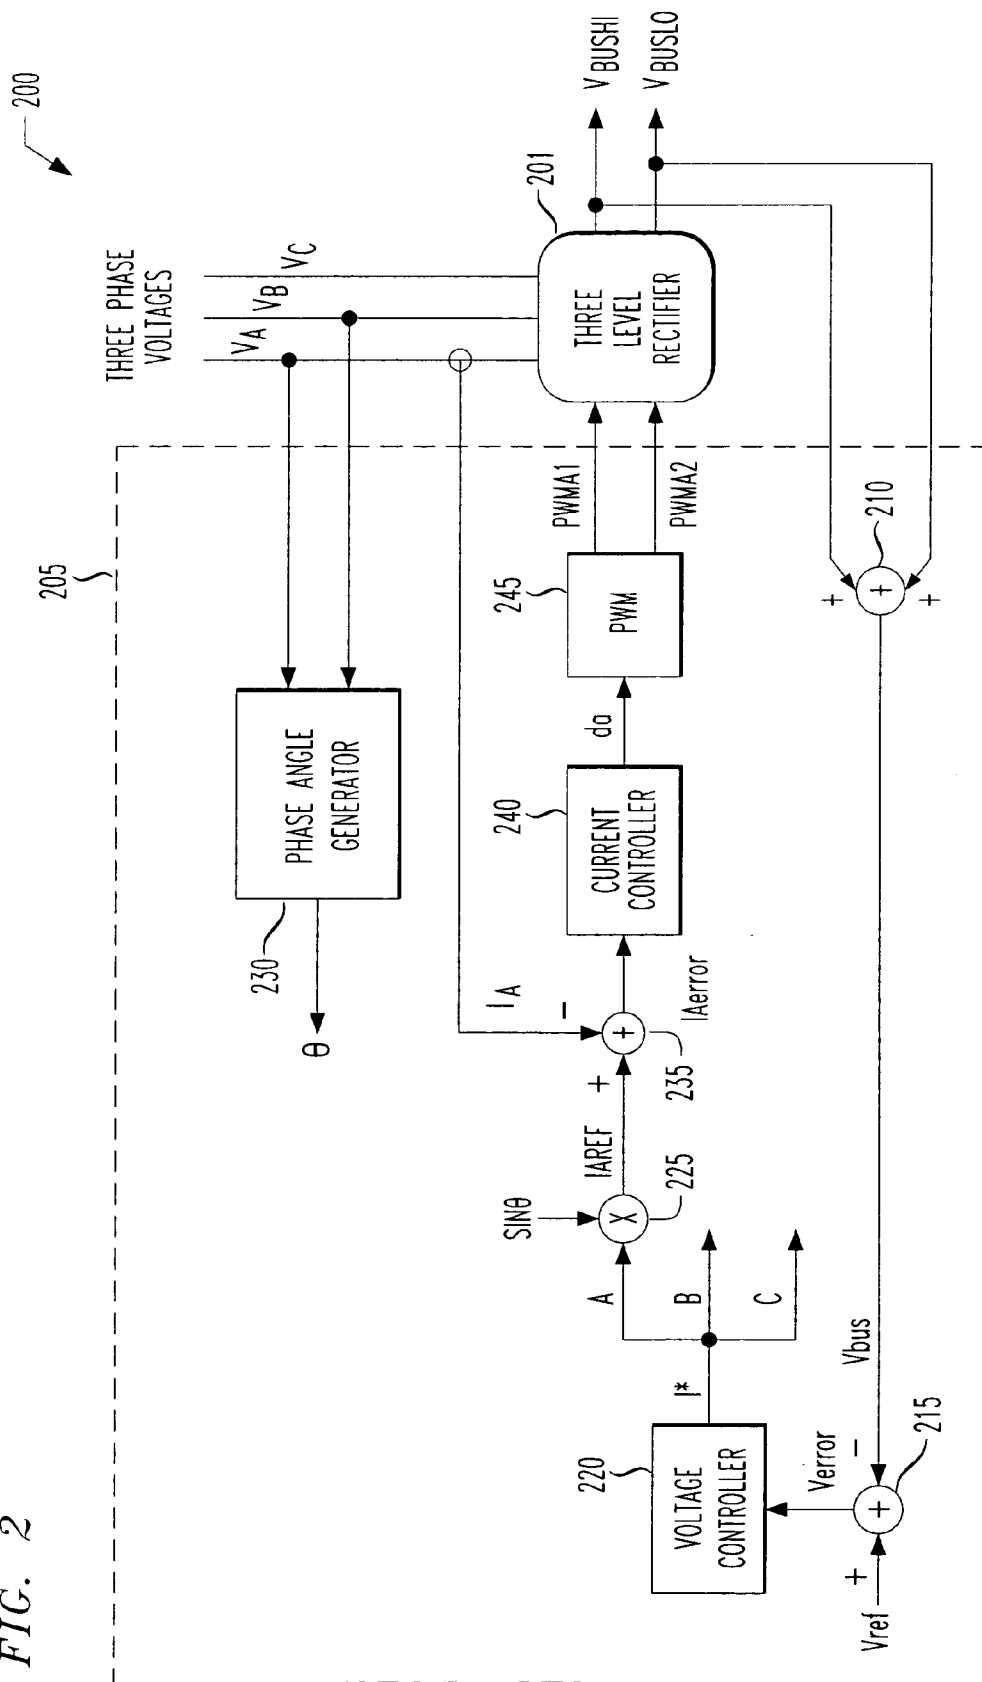 FIG. 2
200
THREE PHASE
VOLTAGES
VA
VB
VC
205
230
PHASE ANGLE
GENERATOR
θ
201
THREE
LEVEL
RECTIFIER
VBUSHI
VBUSLO
PWMA1
PWMA2
245
PWM
da
240
CURRENT
CONTROLLER
IA
−
+
IAerror
235
+
IAREF
SINθ
X
225
A
B
C
I*
220
VOLTAGE
CONTROLLER
Verror
Vref
+
+
−
215
Vbus
+
+
+
210